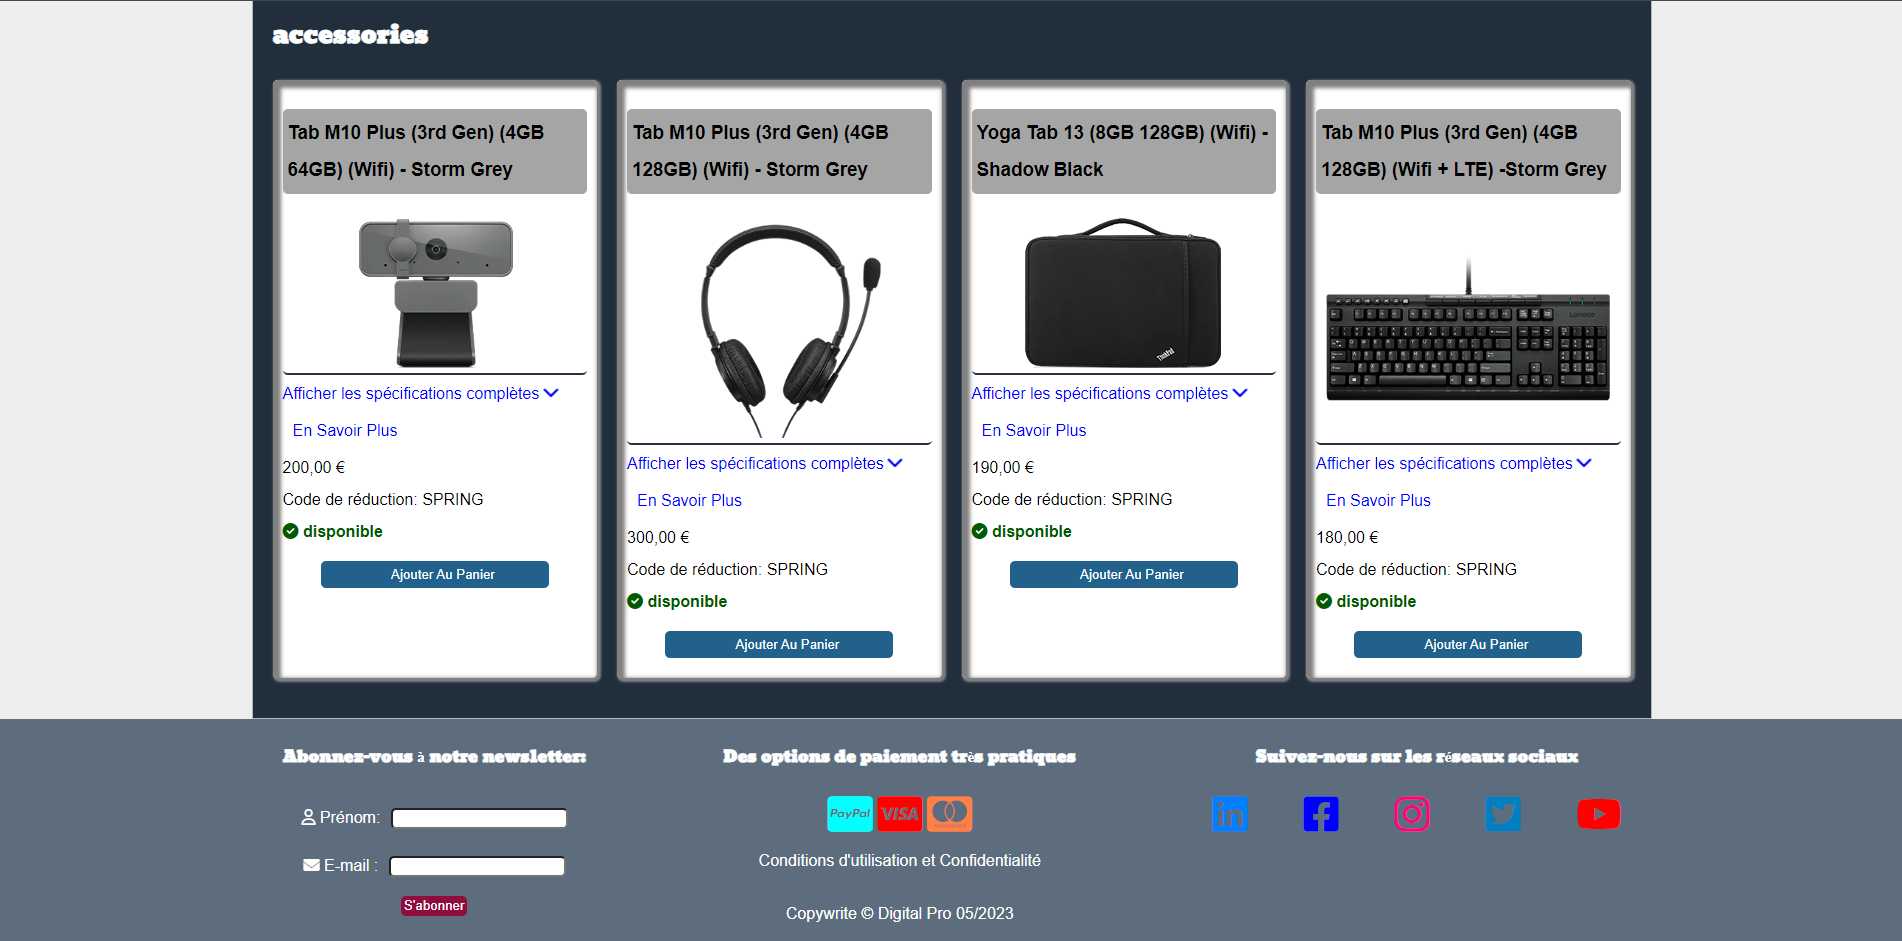 accessories
Tab M10 Plus (3rd Gen) (4GB
64GB) (Wifi) - Storm Grey
Afficher les spécifications complètes
En Savoir Plus
200,00 €
Code de réduction: SPRING
disponible
Ajouter Au Panier
Tab M10 Plus (3rd Gen) (4GB
128GB) (Wifi) - Storm Grey
Afficher les spécifications complètes
En Savoir Plus
300,00 €
Code de réduction: SPRING
disponible
Ajouter Au Panier
Yoga Tab 13 (8GB 128GB) (Wifi) -
Shadow Black
ThinkPad
Afficher les spécifications complètes
En Savoir Plus
190,00 €
Code de réduction: SPRING
disponible
Ajouter Au Panier
Tab M10 Plus (3rd Gen) (4GB
128GB) (Wifi + LTE) -Storm Grey
Lenovo
Afficher les spécifications complètes
En Savoir Plus
180,00 €
Code de réduction: SPRING
disponible
Ajouter Au Panier
Abonnez-vous à notre newsletter:
Prénom:
E-mail :
S'abonner
Des options de paiement très pratiques
PayPal VISA
Conditions d'utilisation et Confidentialité
Copywrite © Digital Pro 05/2023
Suivez-nous sur les réseaux sociaux
in